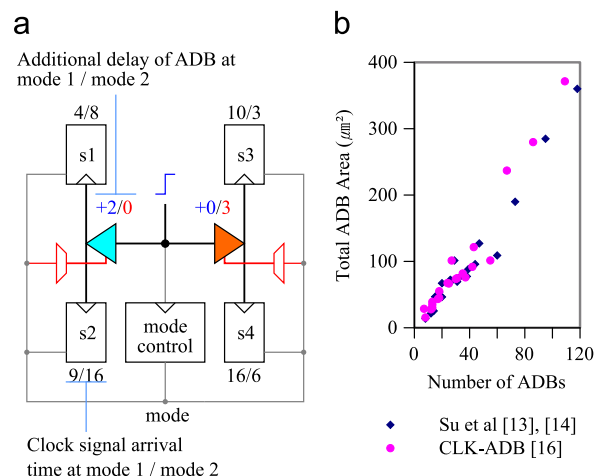 a
Additional delay of ADB at
mode 1 / mode 2
4/8
10/3
s1
s3
+2/0
+0/3
s2
mode
control
s4
9/16
16/6
mode
Clock signal arrival
time at mode 1 / mode 2
b
Total ADB Area (㎛²)
400
300
200
100
0
0
40
80
120
Number of ADBs
Su et al [13], [14]
CLK-ADB [16]